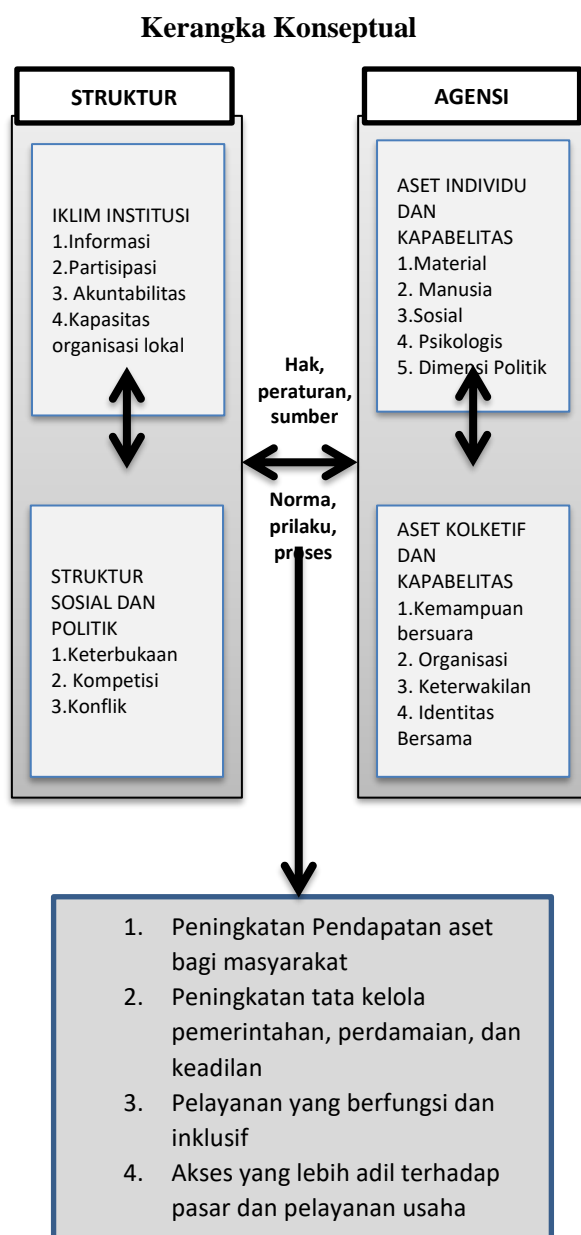 Kerangka Konseptual
STRUKTUR
IKLIM INSTITUSI
1.Informasi
2.Partisipasi
3. Akuntabilitas
4.Kapasitas
organisasi lokal
STRUKTUR
SOSIAL DAN
POLITIK
1.Keterbukaan
2. Kompetisi
3.Konflik
Hak,
peraturan,
sumber
Norma,
prilaku,
proses
AGENSI
ASET INDIVIDU
DAN
KAPABELITAS
1.Material
2. Manusia
3.Sosial
4. Psikologis
5. Dimensi Politik
ASET KOLKETIF
DAN
KAPABELITAS
1.Kemampuan
bersuara
2. Organisasi
3. Keterwakilan
4. Identitas
Bersama
1. Peningkatan Pendapatan aset
bagi masyarakat
2. Peningkatan tata kelola
pemerintahan, perdamaian, dan
keadilan
3. Pelayanan yang berfungsi dan
inklusif
4. Akses yang lebih adil terhadap
pasar dan pelayanan usaha